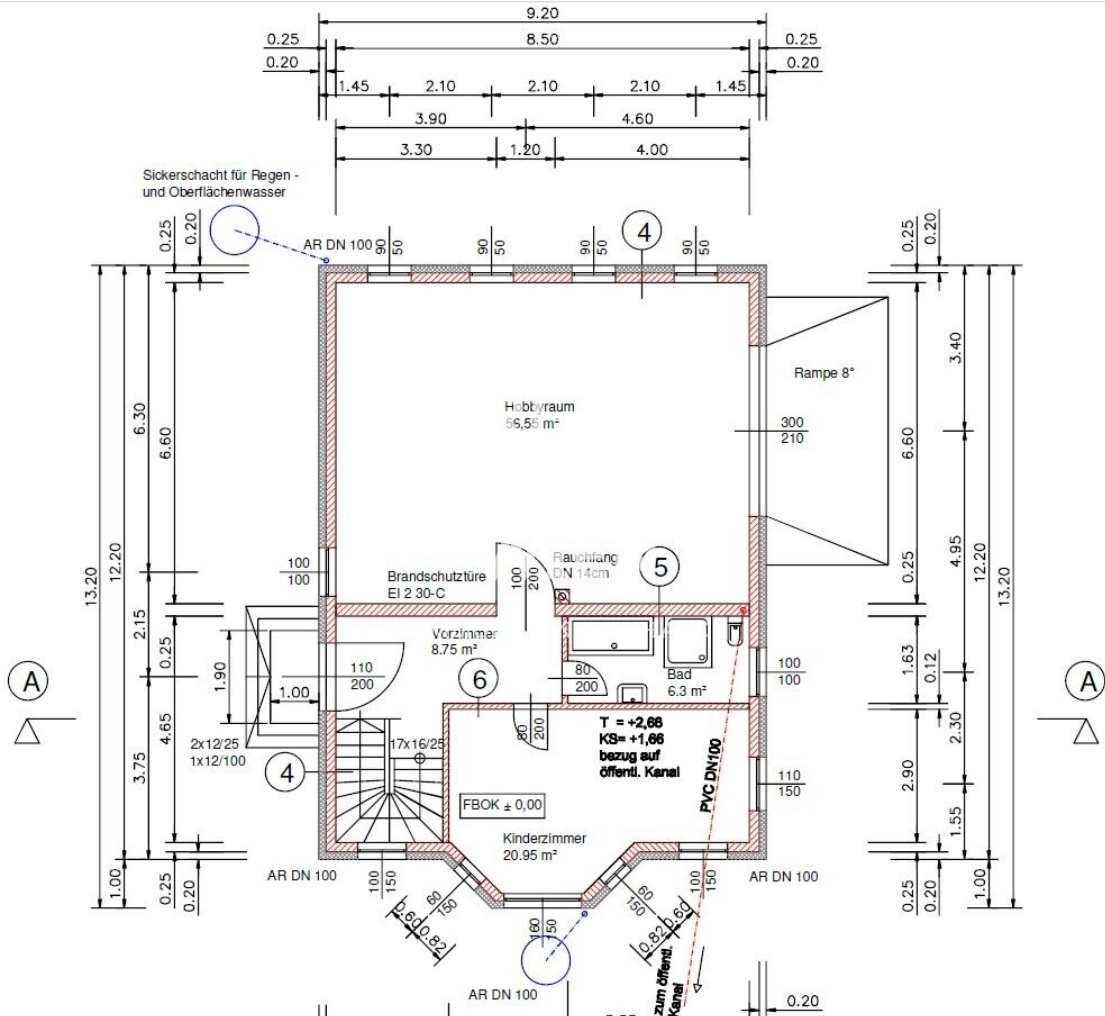 9.20
0.25
8.50
0.25
0.20
0.20
1.45
2.10
2.10
2.10
1.45
3.90
4.60
3.30
1.20
4.00
Sickerschacht für Regen -
und Oberflächenwasser
AR DN 100
90
50
90
50
90
50
90
50
4
0.25
0.20
0.25
0.20
13.20
12.20
6.30
6.60
2.15
0.25
1.90
4.65
3.75
1.00
0.25
0.20
Hobbyraum
56,55 m²
Rampe 8°
300
210
3.40
6.60
4.95
12.20
13.20
0.25
1.63
0.12
2.30
2.90
1.55
1.00
0.25
0.20
100
100
Brandschutztüre
EI 2 30-C
100
200
Rauchfang
DN 14cm
5
Vorzimmer
8.75 m²
110
200
1.00
6
80
200
Bad
6.3 m²
100
100
A
A
2x12/25
1x12/100
4
17x16/25
80
200
T = +2,66
KS= +1,66
bezug auf
öffentl. Kanal
PVC DN100
110
150
FBOK ± 0,00
Kinderzimmer
20.95 m²
AR DN 100
100
150
60
150
0.60
0.82
160
150
60
150
0.60
0.82
100
150
AR DN 100
AR DN 100
zum öffentl.
Kanal
0.20